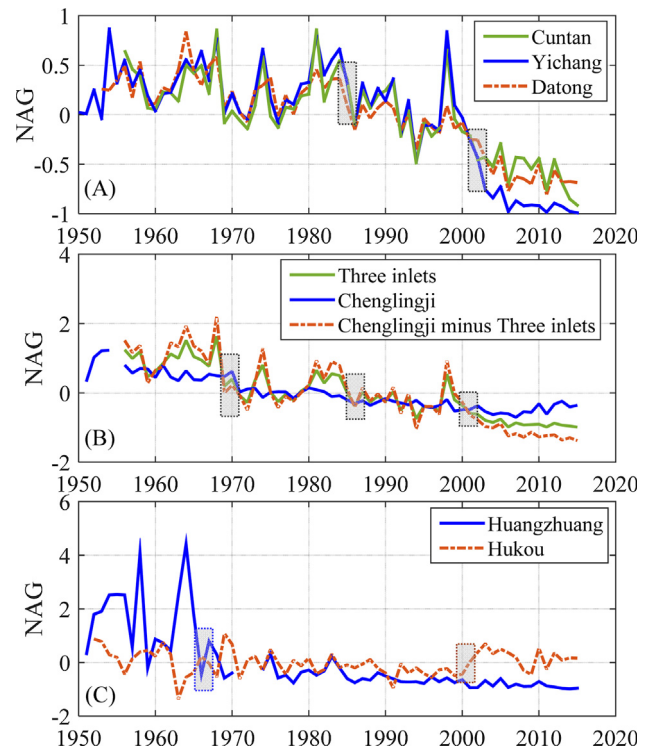 1
0.5
0
-0.5
-1
NAG
(A)
Cuntan
Yichang
Datong
1950 1960 1970 1980 1990 2000 2010 2020
4
2
0
-2
NAG
(B)
Three inlets
Chenglingji
Chenglingji minus Three inlets
1950 1960 1970 1980 1990 2000 2010 2020
6
4
2
0
-2
NAG
(C)
Huangzhuang
Hukou
1950 1960 1970 1980 1990 2000 2010 2020